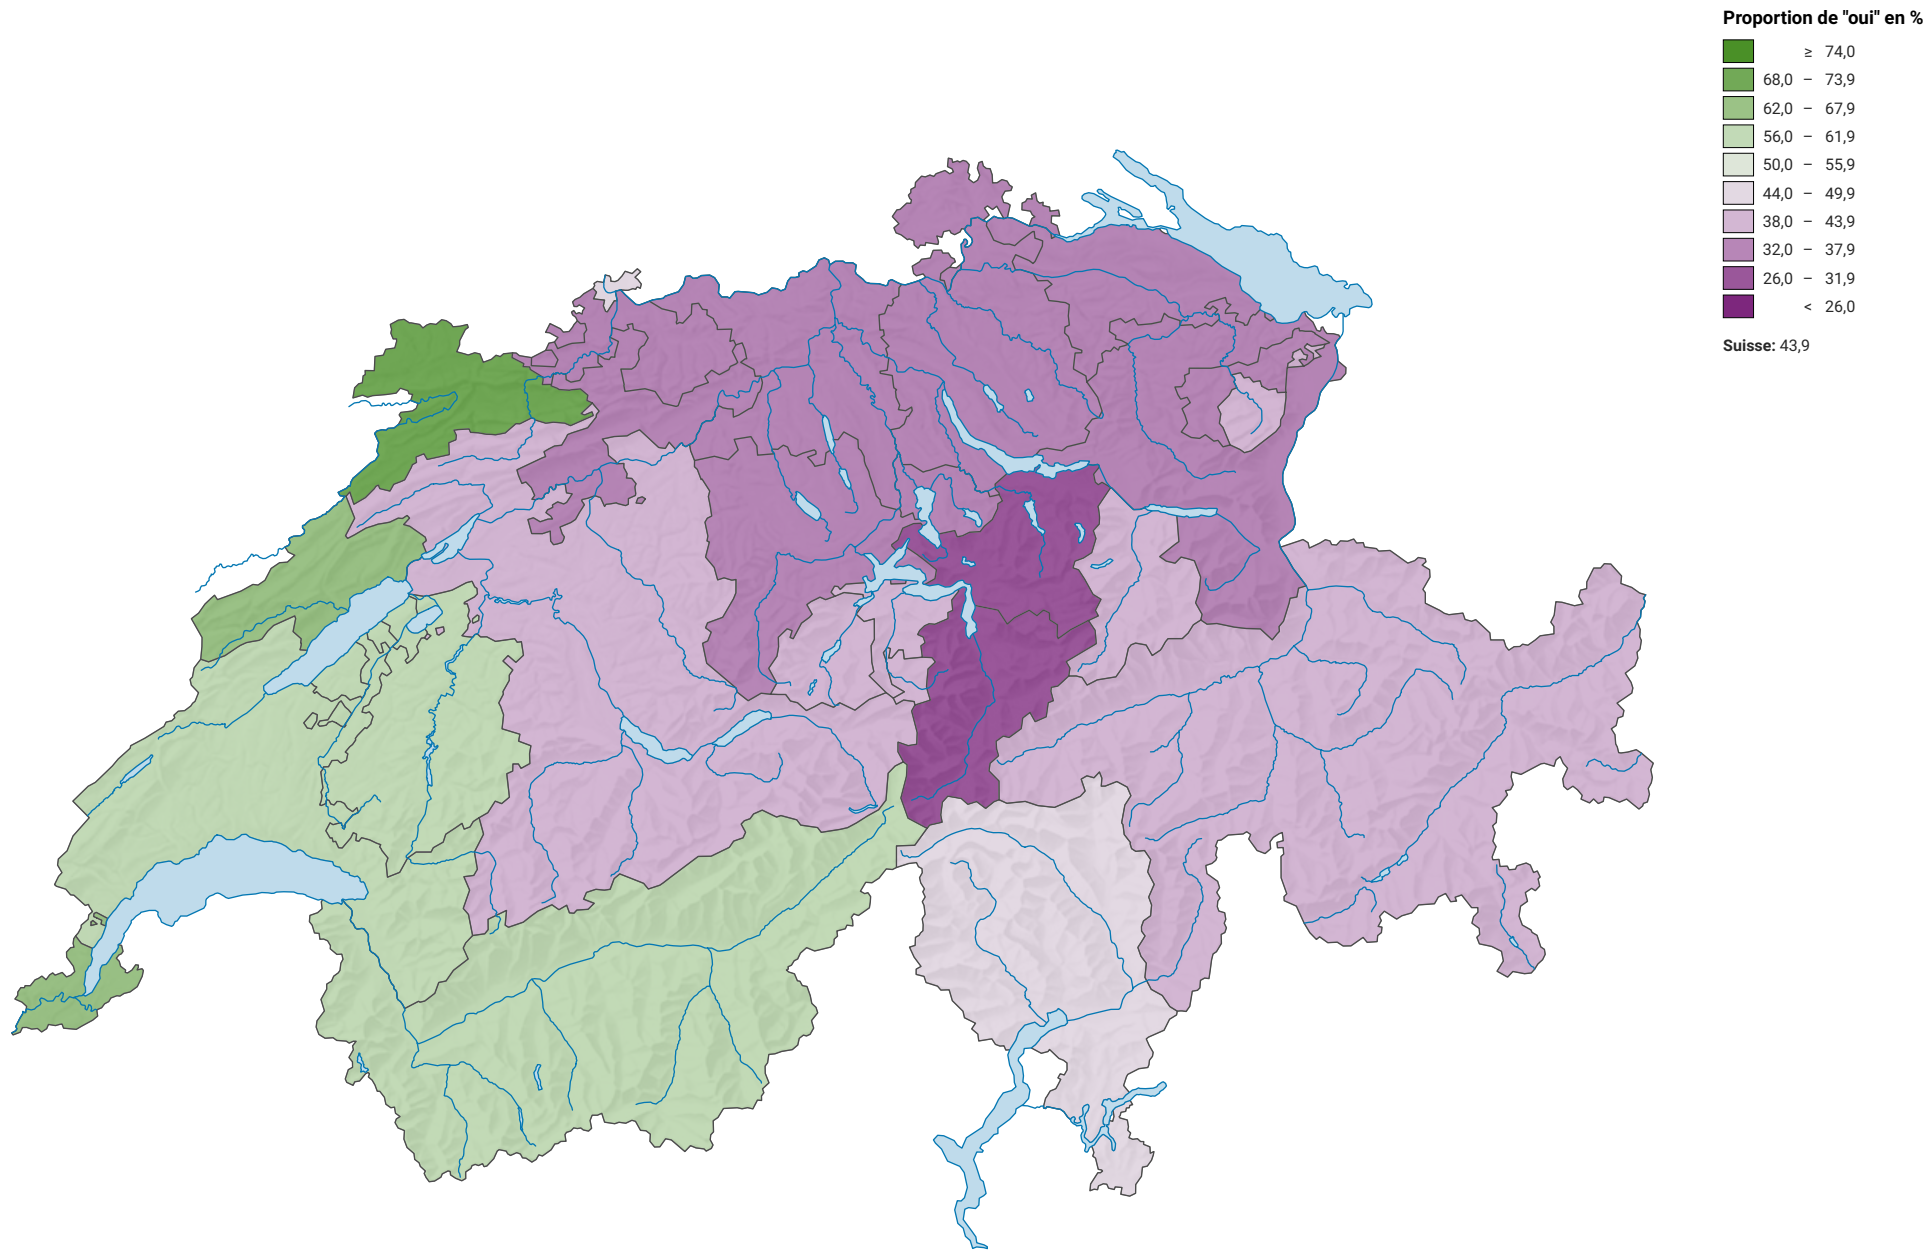 Proportion de "oui" en %
≥ 74,0
68,0 – 73,9
62,0 – 67,9
56,0 – 61,9
50,0 – 55,9
44,0 – 49,9
38,0 – 43,9
32,0 – 37,9
26,0 – 31,9
< 26,0
Suisse: 43,9